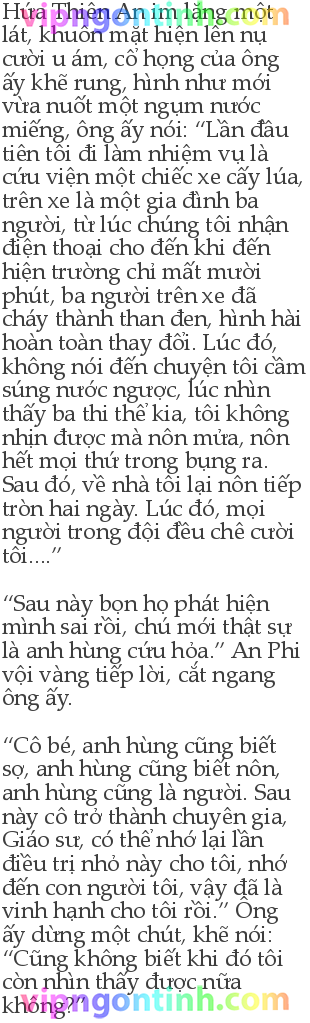 Hứa Thiên An im lặng một
lát, khuôn mặt hiện lên nụ
cười u ám, cổ họng của ông
ấy khẽ rung, hình như mới
vừa nuốt một ngụm nước
miếng, ông ấy nói: “Lần đầu
tiên tôi đi làm nhiệm vụ là
cứu viện một chiếc xe cấy lúa,
trên xe là một gia đình ba
người, từ lúc chúng tôi nhận
điện thoại cho đến khi đến
hiện trường chỉ mất mười
phút, ba người trên xe đã
cháy thành than đen, hình hài
hoàn toàn thay đổi. Lúc đó,
không nói đến chuyện tôi cầm
súng nước ngược, lúc nhìn
thấy ba thi thể kia, tôi không
nhịn được mà nôn mửa, nôn
hết mọi thứ trong bụng ra.
Sau đó, về nhà tôi lại nôn tiếp
tròn hai ngày. Lúc đó, mọi
người trong đội đều chê cười
tôi....”
“Sau này bọn họ phát hiện
mình sai rồi, chú mới thật sự
là anh hùng cứu hỏa.” An Phi
vội vàng tiếp lời, cắt ngang
ông ấy.
“Cô bé, anh hùng cũng biết
sợ, anh hùng cũng biết nôn,
anh hùng cũng là người. Sau
này cô trở thành chuyên gia,
Giáo sư, có thể nhớ lại lần
điều trị nhỏ này cho tôi, nhớ
đến con người tôi, vậy đã là
vinh hạnh cho tôi rồi.” Ông
ấy dừng một chút, khẽ nói:
“Cũng không biết khi đó tôi
còn nhìn thấy được nữa
không?”
vipngontinh.com
vipngontinh.com
vipngontinh.com